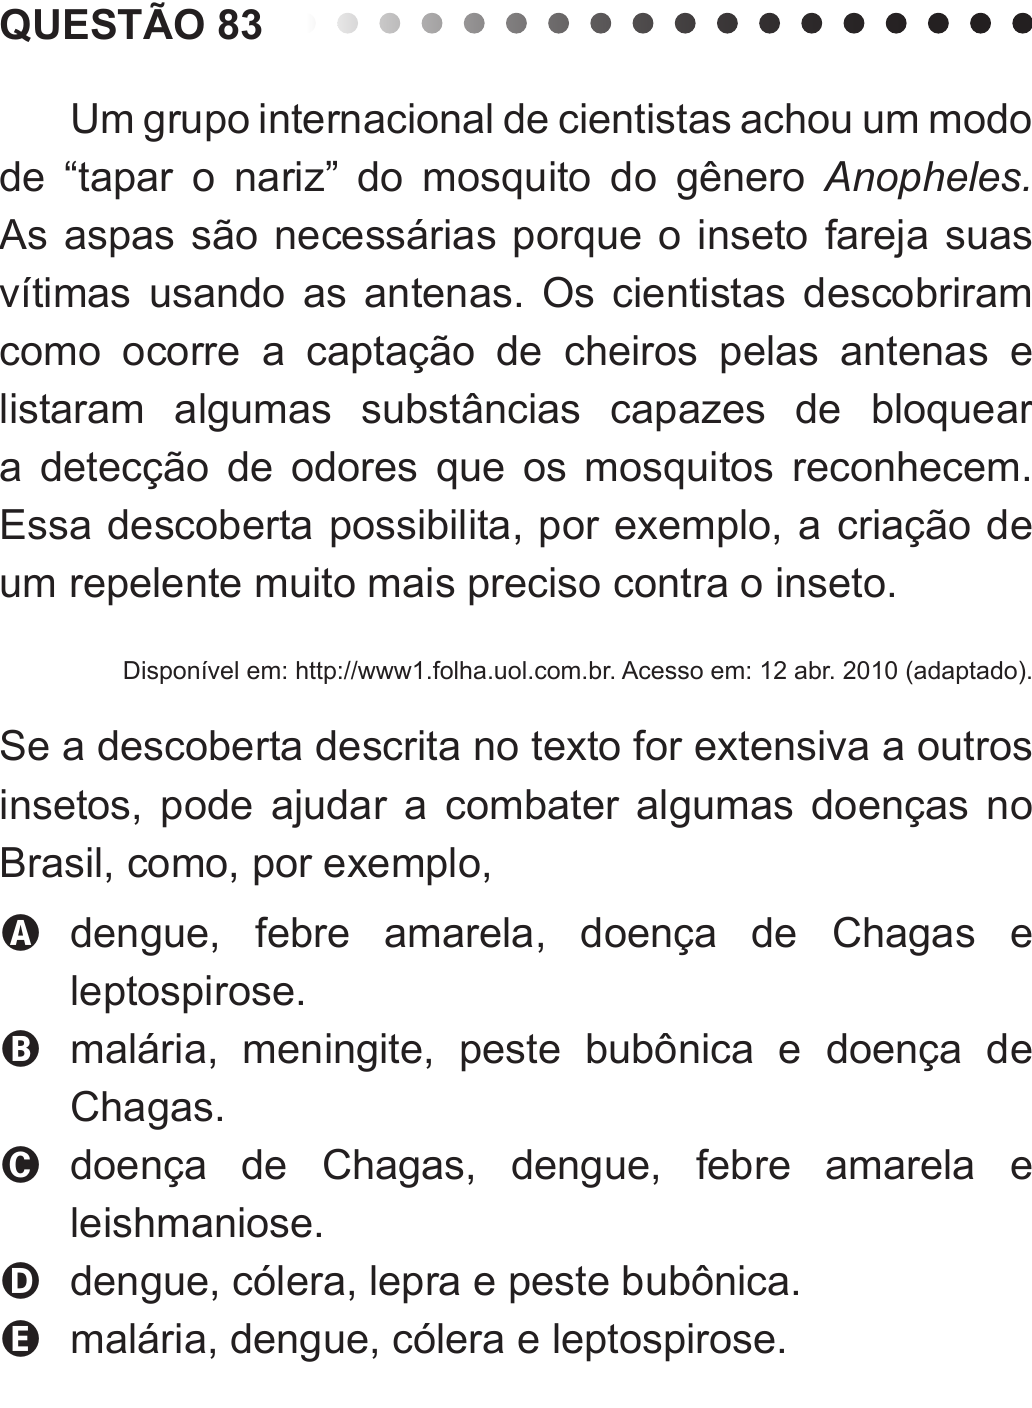 QUESTÃO 83
Um grupo internacional de cientistas achou um modo
de “tapar o nariz” do mosquito do gênero Anopheles.
As aspas são necessárias porque o inseto fareja suas
vítimas usando as antenas. Os cientistas descobriram
como ocorre a captação de cheiros pelas antenas e
listaram algumas substâncias capazes de bloquear
a detecção de odores que os mosquitos reconhecem.
Essa descoberta possibilita, por exemplo, a criação de
um repelente muito mais preciso contra o inseto.
Disponível em: http://www1.folha.uol.com.br. Acesso em: 12 abr. 2010 (adaptado).
Se a descoberta descrita no texto for extensiva a outros
insetos, pode ajudar a combater algumas doenças no
Brasil, como, por exemplo,
A dengue, febre amarela, doença de Chagas e
leptospirose.
B malária, meningite, peste bubônica e doença de
Chagas.
C doença de Chagas, dengue, febre amarela e
leishmaniose.
D dengue, cólera, lepra e peste bubônica.
E malária, dengue, cólera e leptospirose.